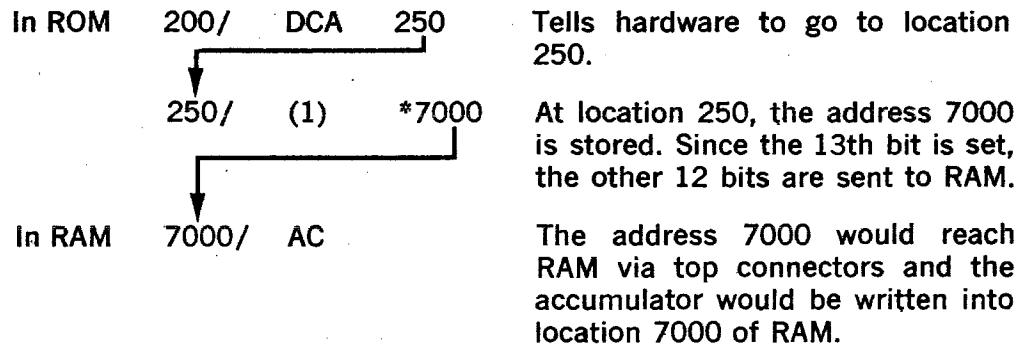 In ROM 200/ DCA 250 Tells hardware to go to location
250.
250/ (1) *7000 At location 250, the address 7000
is stored. Since the 13th bit is set,
the other 12 bits are sent to RAM.
In RAM 7000/ AC The address 7000 would reach
RAM via top connectors and the
accumulator would be written into
location 7000 of RAM.